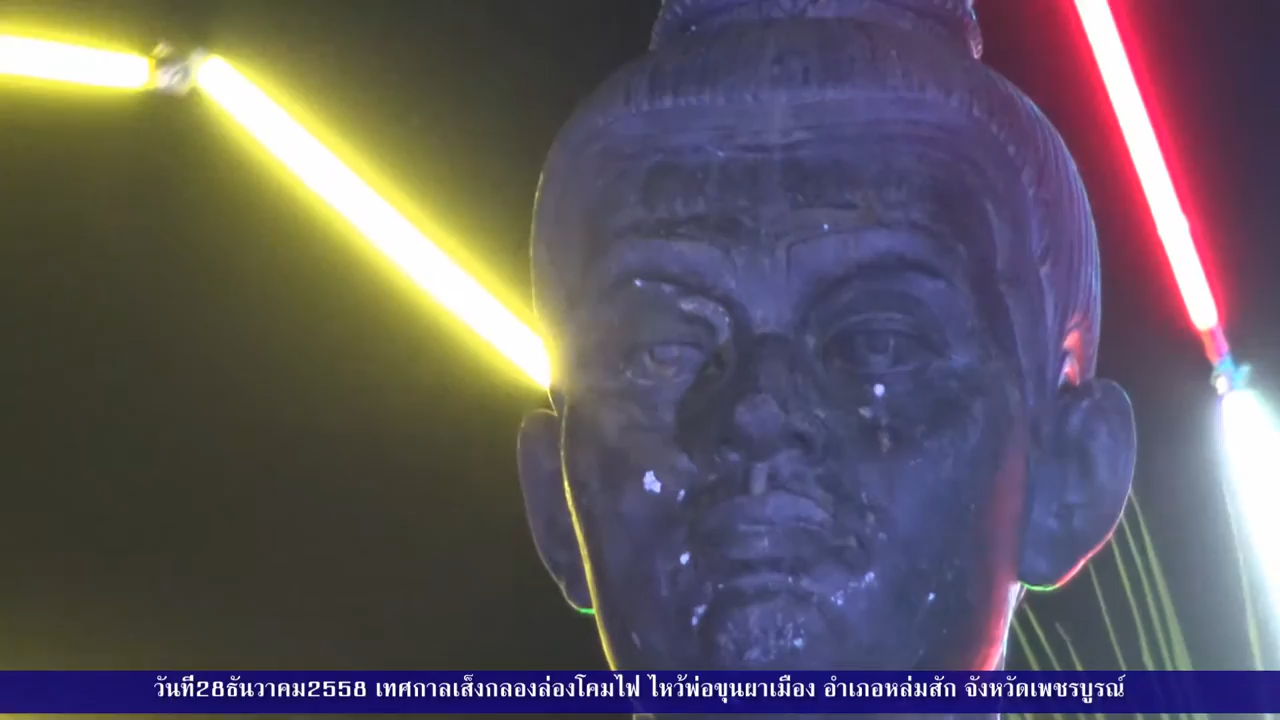 วันที่28ธันวาคม2558 เทศกาลเส็งกลองล่องโคมไฟ ไหว้พ่อขุนผาเมือง อำเภอหล่มสัก จังหวัดเพชรบูรณ์